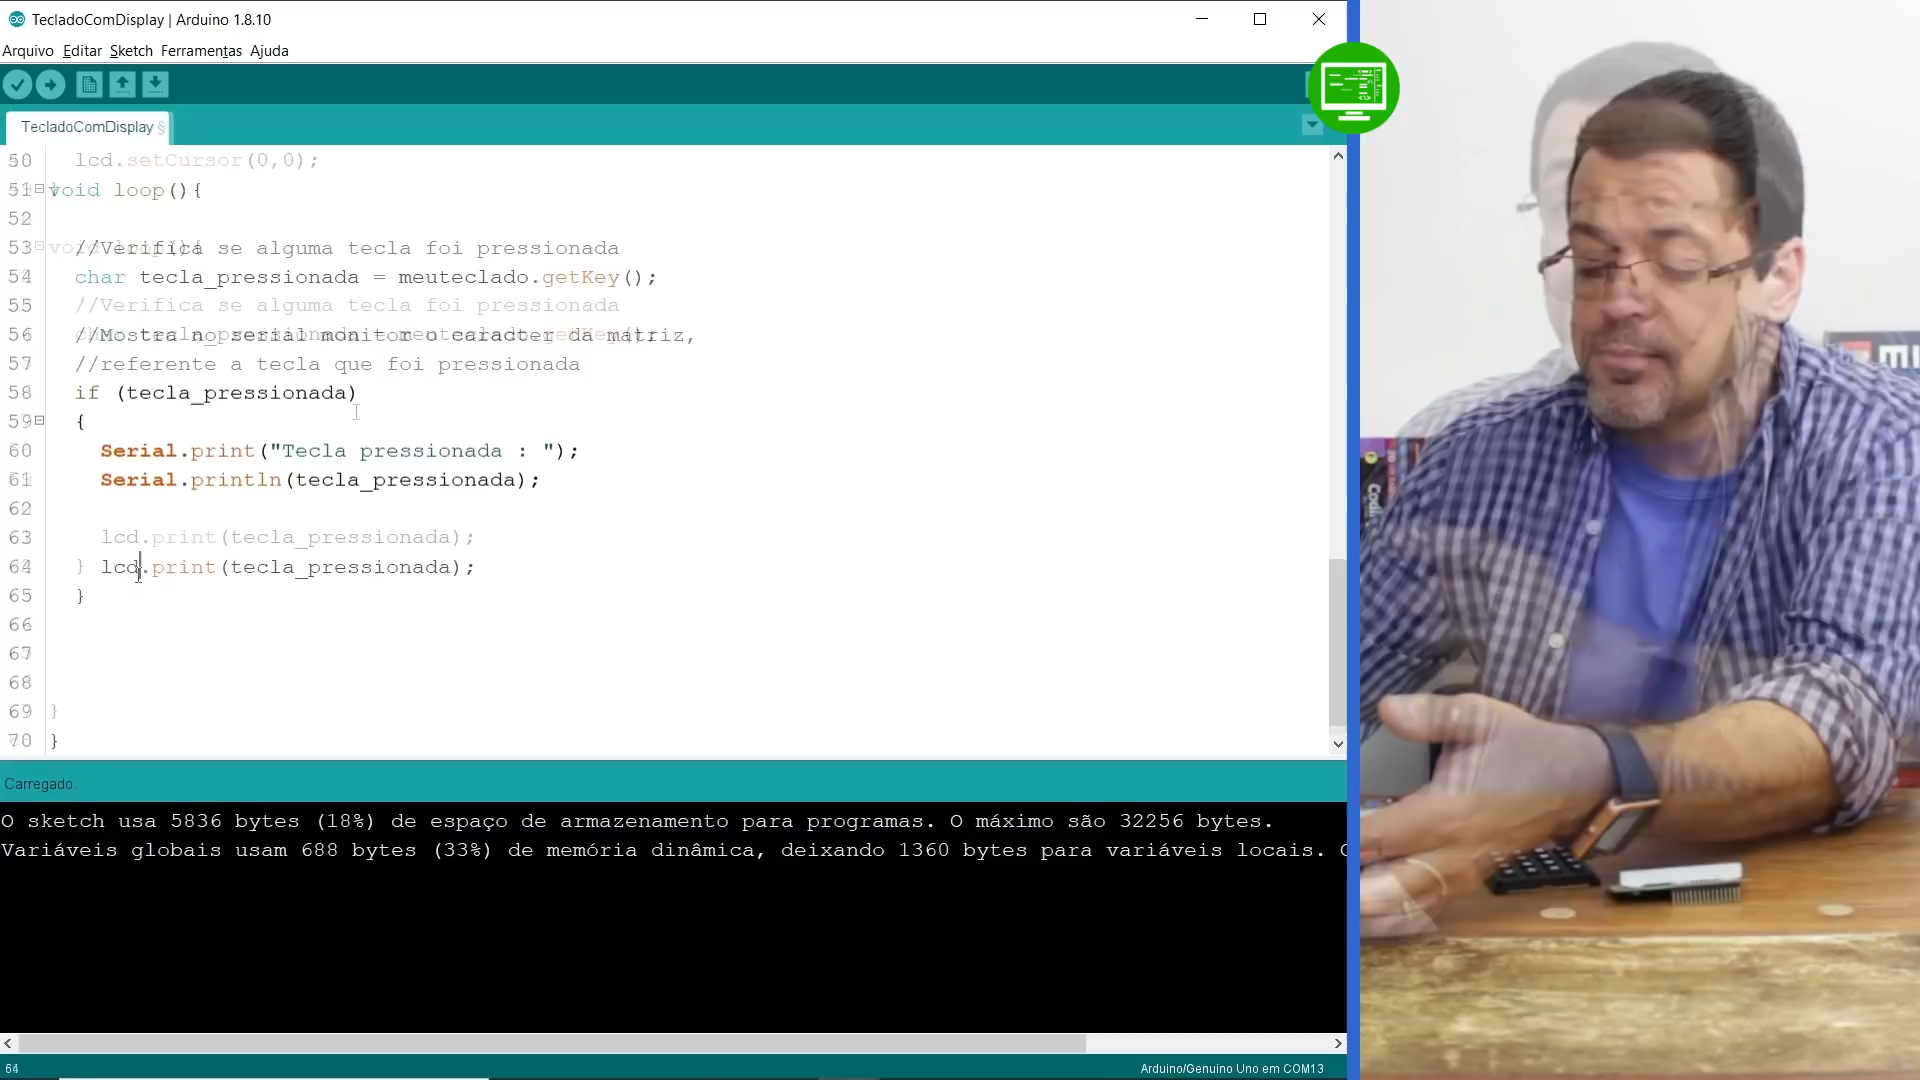 TecladoComDisplay | Arduino 1.8.10
Arquivo Editar Sketch Ferramentas Ajuda
TecladoComDisplay §
50 lcd.setCursor(0,0);
51 void loop(){
52
53 //Verifica se alguma tecla foi pressionada
54 char tecla_pressionada = meuteclado.getKey();
55 //Verifica se alguma tecla foi pressionada
56 //Mostra no serial monitor o caracter da matriz,
57 //referente a tecla que foi pressionada
58 if (tecla_pressionada)
59 {
60 Serial.print("Tecla pressionada : ");
61 Serial.println(tecla_pressionada);
62
63 lcd.print(tecla_pressionada);
64 } lcd.print(tecla_pressionada);
65 }
66
67
68
69 }
70 }
Carregado.
O sketch usa 5836 bytes (18%) de espaço de armazenamento para programas. O máximo são 32256 bytes.
Variáveis globais usam 688 bytes (33%) de memória dinâmica, deixando 1360 bytes para variáveis locais. O
64
Arduino/Genuino Uno em COM13